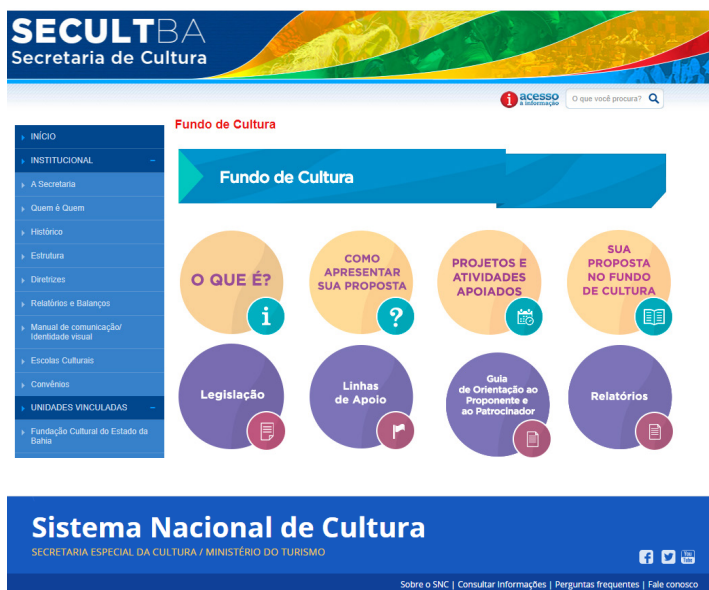 SECULTBA
Secretaria de Cultura
i acesso
à informação
O que você procura?
INÍCIO
INSTITUCIONAL –
A Secretaria
Quem é Quem
Histórico
Estrutura
Diretrizes
Relatórios e Balanços
Manual de comunicação/
Identidade visual
Escolas Culturais
Convênios
UNIDADES VINCULADAS –
Fundação Cultural do Estado da
Bahia
Fundo de Cultura
Fundo de Cultura
O QUE É?
i
COMO
APRESENTAR
SUA PROPOSTA
?
PROJETOS E
ATIVIDADES
APOIADOS
SUA
PROPOSTA
NO FUNDO
DE CULTURA
Legislação
Linhas
de Apoio
Guia
de Orientação ao
Proponente e
ao Patrocinador
Relatórios
Sistema Nacional de Cultura
SECRETARIA ESPECIAL DA CULTURA / MINISTÉRIO DO TURISMO
f
You
Tube
Sobre o SNC | Consultar Informações | Perguntas frequentes | Fale conosco